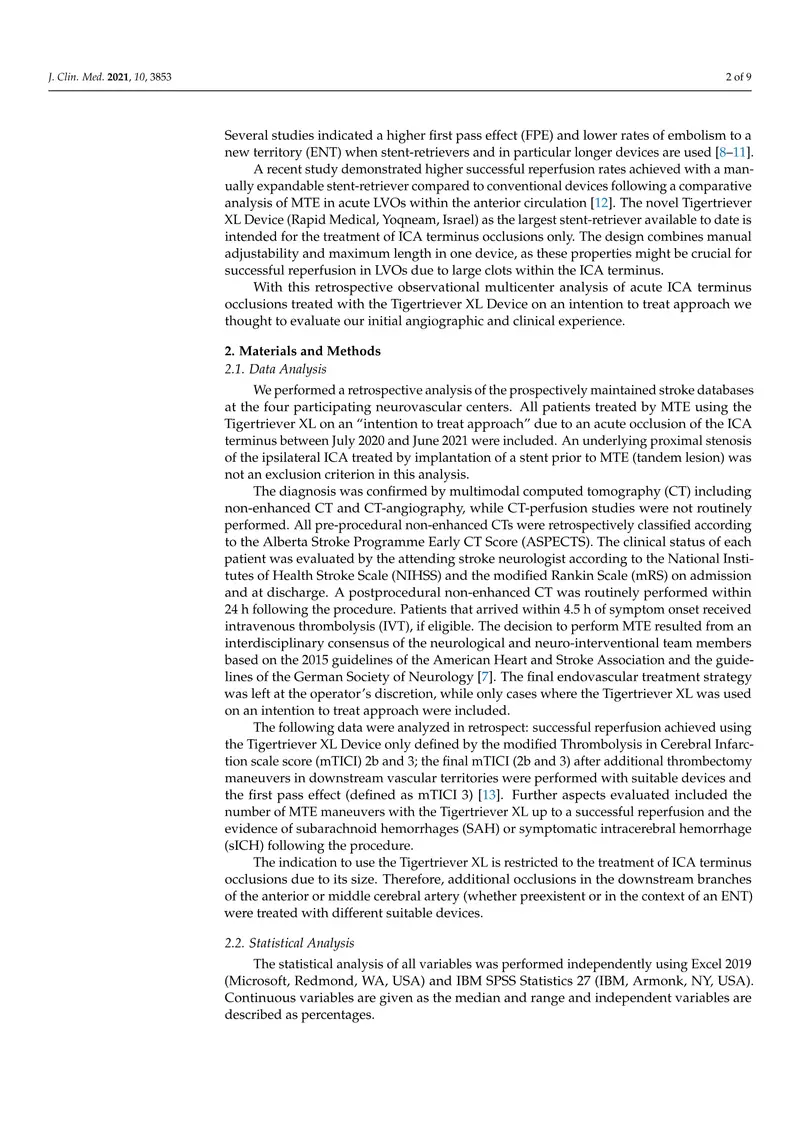 J. Clin. Med. 2021, 10, 3853
2 of 9
Several studies indicated a higher first pass effect (FPE) and lower rates of embolism to a
new territory (ENT) when stent-retrievers and in particular longer devices are used [8–11].
A recent study demonstrated higher successful reperfusion rates achieved with a man-
ually expandable stent-retriever compared to conventional devices following a comparative
analysis of MTE in acute LVOs within the anterior circulation [12]. The novel Tigertriever
XL Device (Rapid Medical, Yoqneam, Israel) as the largest stent-retriever available to date is
intended for the treatment of ICA terminus occlusions only. The design combines manual
adjustability and maximum length in one device, as these properties might be crucial for
successful reperfusion in LVOs due to large clots within the ICA terminus.
With this retrospective observational multicenter analysis of acute ICA terminus
occlusions treated with the Tigertriever XL Device on an intention to treat approach we
thought to evaluate our initial angiographic and clinical experience.
2. Materials and Methods
2.1. Data Analysis
We performed a retrospective analysis of the prospectively maintained stroke databases
at the four participating neurovascular centers. All patients treated by MTE using the
Tigertriever XL on an “intention to treat approach” due to an acute occlusion of the ICA
terminus between July 2020 and June 2021 were included. An underlying proximal stenosis
of the ipsilateral ICA treated by implantation of a stent prior to MTE (tandem lesion) was
not an exclusion criterion in this analysis.
The diagnosis was confirmed by multimodal computed tomography (CT) including
non-enhanced CT and CT-angiography, while CT-perfusion studies were not routinely
performed. All pre-procedural non-enhanced CTs were retrospectively classified according
to the Alberta Stroke Programme Early CT Score (ASPECTS). The clinical status of each
patient was evaluated by the attending stroke neurologist according to the National Insti-
tutes of Health Stroke Scale (NIHSS) and the modified Rankin Scale (mRS) on admission
and at discharge. A postprocedural non-enhanced CT was routinely performed within
24 h following the procedure. Patients that arrived within 4.5 h of symptom onset received
intravenous thrombolysis (IVT), if eligible. The decision to perform MTE resulted from an
interdisciplinary consensus of the neurological and neuro-interventional team members
based on the 2015 guidelines of the American Heart and Stroke Association and the guide-
lines of the German Society of Neurology [7]. The final endovascular treatment strategy
was left at the operator’s discretion, while only cases where the Tigertriever XL was used
on an intention to treat approach were included.
The following data were analyzed in retrospect: successful reperfusion achieved using
the Tigertriever XL Device only defined by the modified Thrombolysis in Cerebral Infarc-
tion scale score (mTICI) 2b and 3; the final mTICI (2b and 3) after additional thrombectomy
maneuvers in downstream vascular territories were performed with suitable devices and
the first pass effect (defined as mTICI 3) [13]. Further aspects evaluated included the
number of MTE maneuvers with the Tigertriever XL up to a successful reperfusion and the
evidence of subarachnoid hemorrhages (SAH) or symptomatic intracerebral hemorrhage
(sICH) following the procedure.
The indication to use the Tigertriever XL is restricted to the treatment of ICA terminus
occlusions due to its size. Therefore, additional occlusions in the downstream branches
of the anterior or middle cerebral artery (whether preexistent or in the context of an ENT)
were treated with different suitable devices.
2.2. Statistical Analysis
The statistical analysis of all variables was performed independently using Excel 2019
(Microsoft, Redmond, WA, USA) and IBM SPSS Statistics 27 (IBM, Armonk, NY, USA).
Continuous variables are given as the median and range and independent variables are
described as percentages.